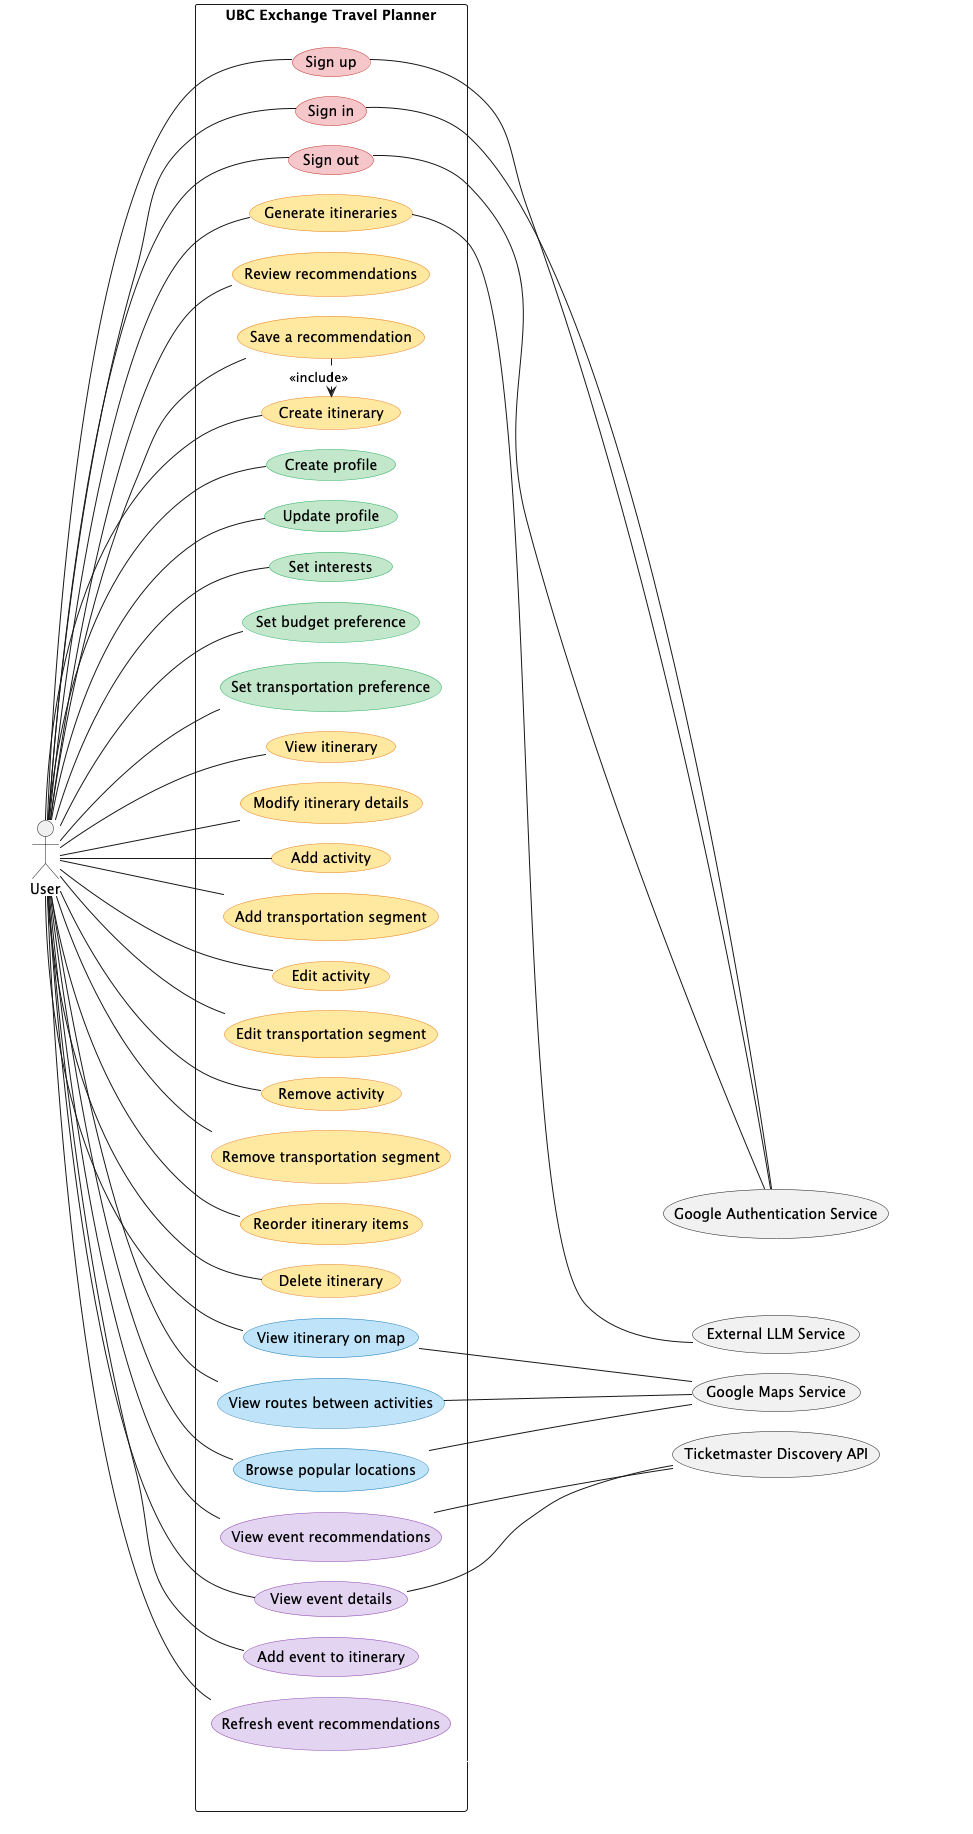 UBC Exchange Travel Planner
Sign up
Sign in
Sign out
Generate itineraries
Review recommendations
Save a recommendation
«include»
Create itinerary
Create profile
Update profile
Set interests
Set budget preference
Set transportation preference
View itinerary
Modify itinerary details
Add activity
User
Add transportation segment
Edit activity
Edit transportation segment
Remove activity
Remove transportation segment
Google Authentication Service
Reorder itinerary items
Delete itinerary
External LLM Service
View itinerary on map
Google Maps Service
View routes between activities
Ticketmaster Discovery API
Browse popular locations
View event recommendations
View event details
Add event to itinerary
Refresh event recommendations